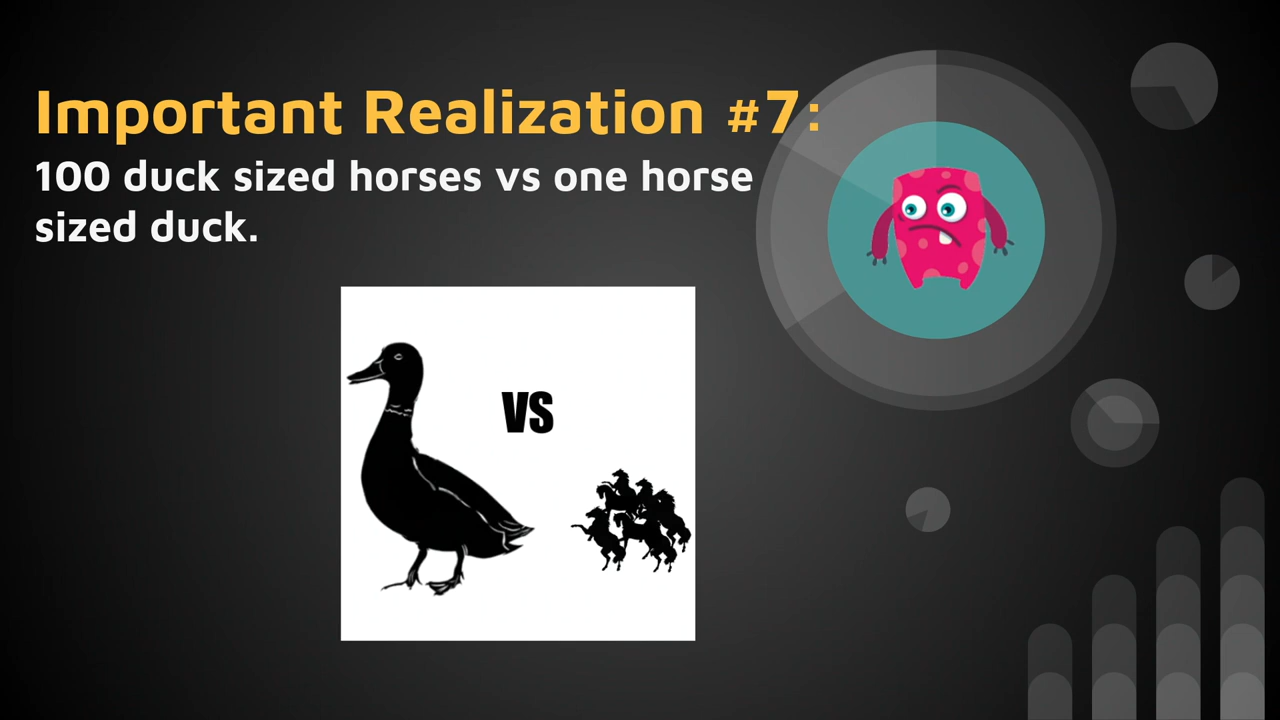 Important Realization #7:
100 duck sized horses vs one horse
sized duck.
VS